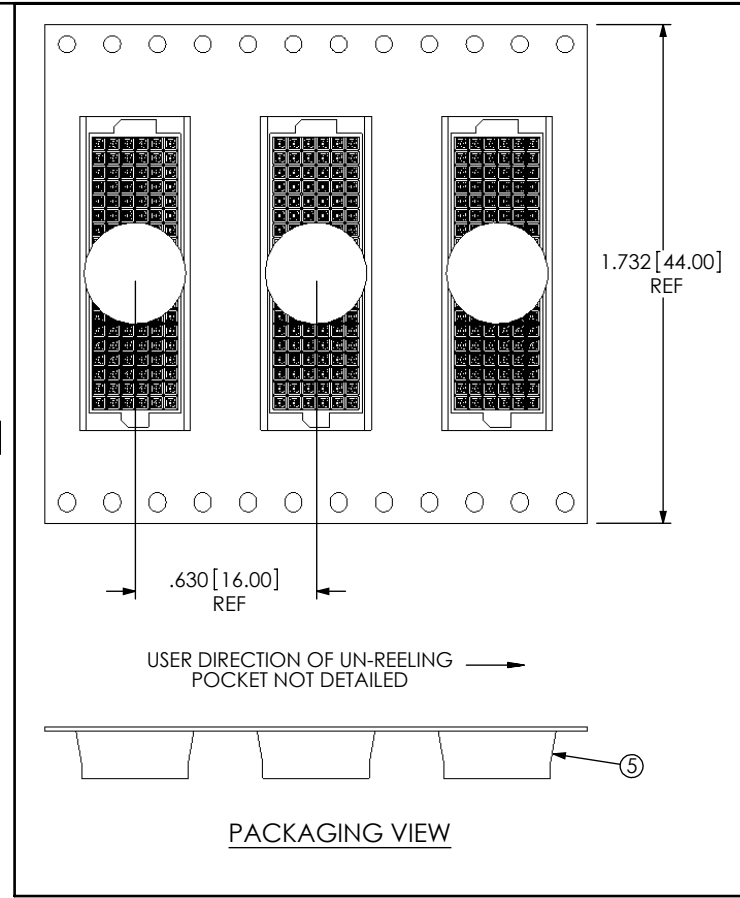 1.732[44.00]
REF
.630[16.00]
REF
USER DIRECTION OF UN-REELING
POCKET NOT DETAILED
5
PACKAGING VIEW